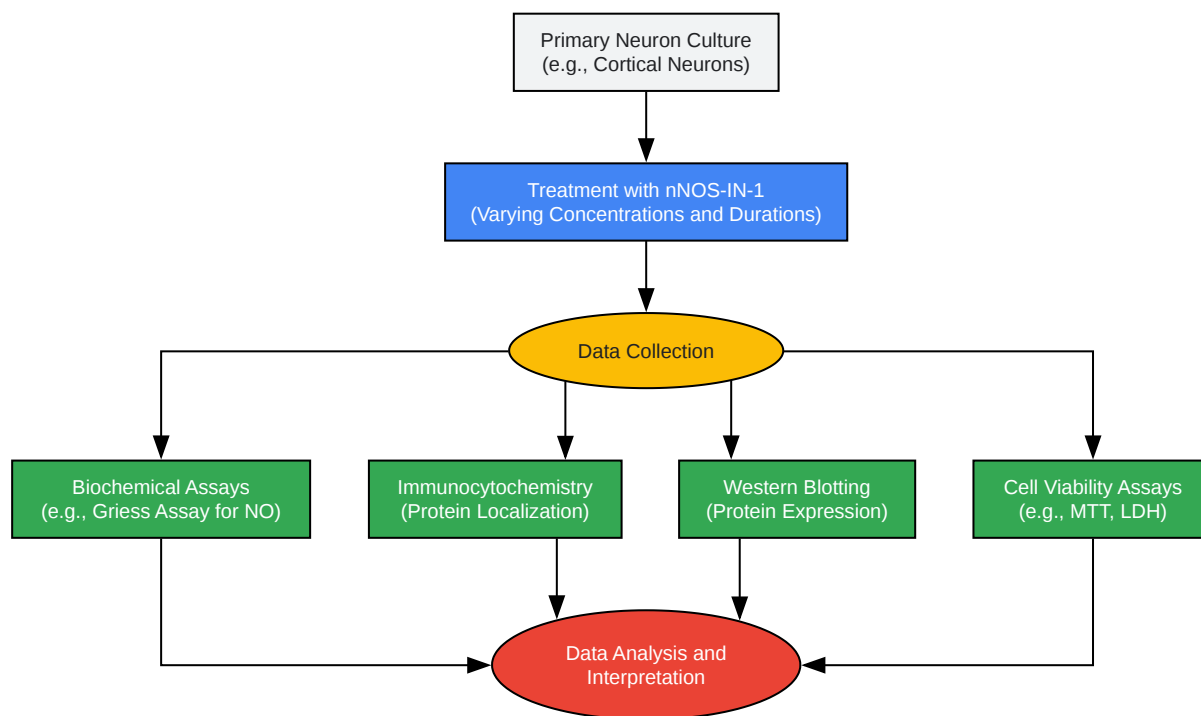 Primary Neuron Culture
(e.g., Cortical Neurons)
Treatment with nNOS-IN-1
(Varying Concentrations and Durations)
Data Collection
Biochemical Assays
(e.g., Griess Assay for NO)
Immunocytochemistry
(Protein Localization)
Western Blotting
(Protein Expression)
Cell Viability Assays
(e.g., MTT, LDH)
Data Analysis and
Interpretation